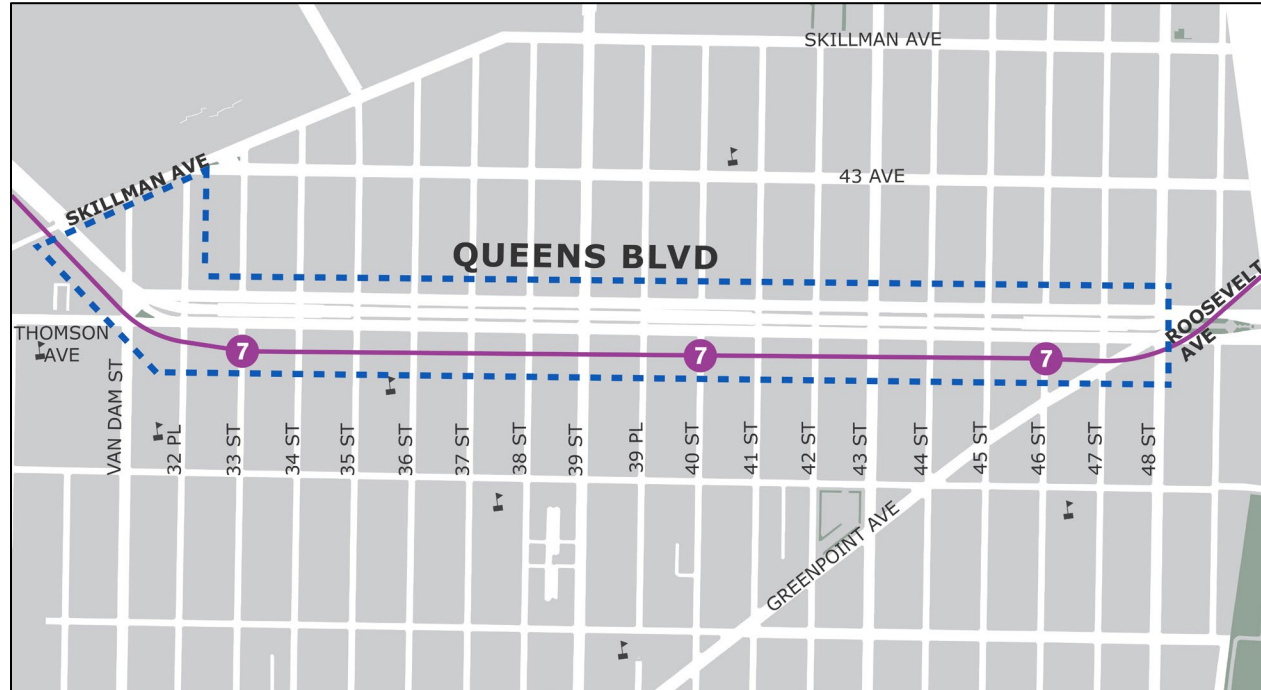 SKILLMAN AVE
SKILLMAN AVE
43 AVE
QUEENS BLVD
ROOSEVELT
AVE
THOMSON
AVE
7
7
7
VAN DAM ST
32 PL
33 ST
34 ST
35 ST
36 ST
37 ST
38 ST
39 ST
39 PL
40 ST
41 ST
42 ST
43 ST
44 ST
45 ST
46 ST
47 ST
48 ST
GREENPOINT AVE